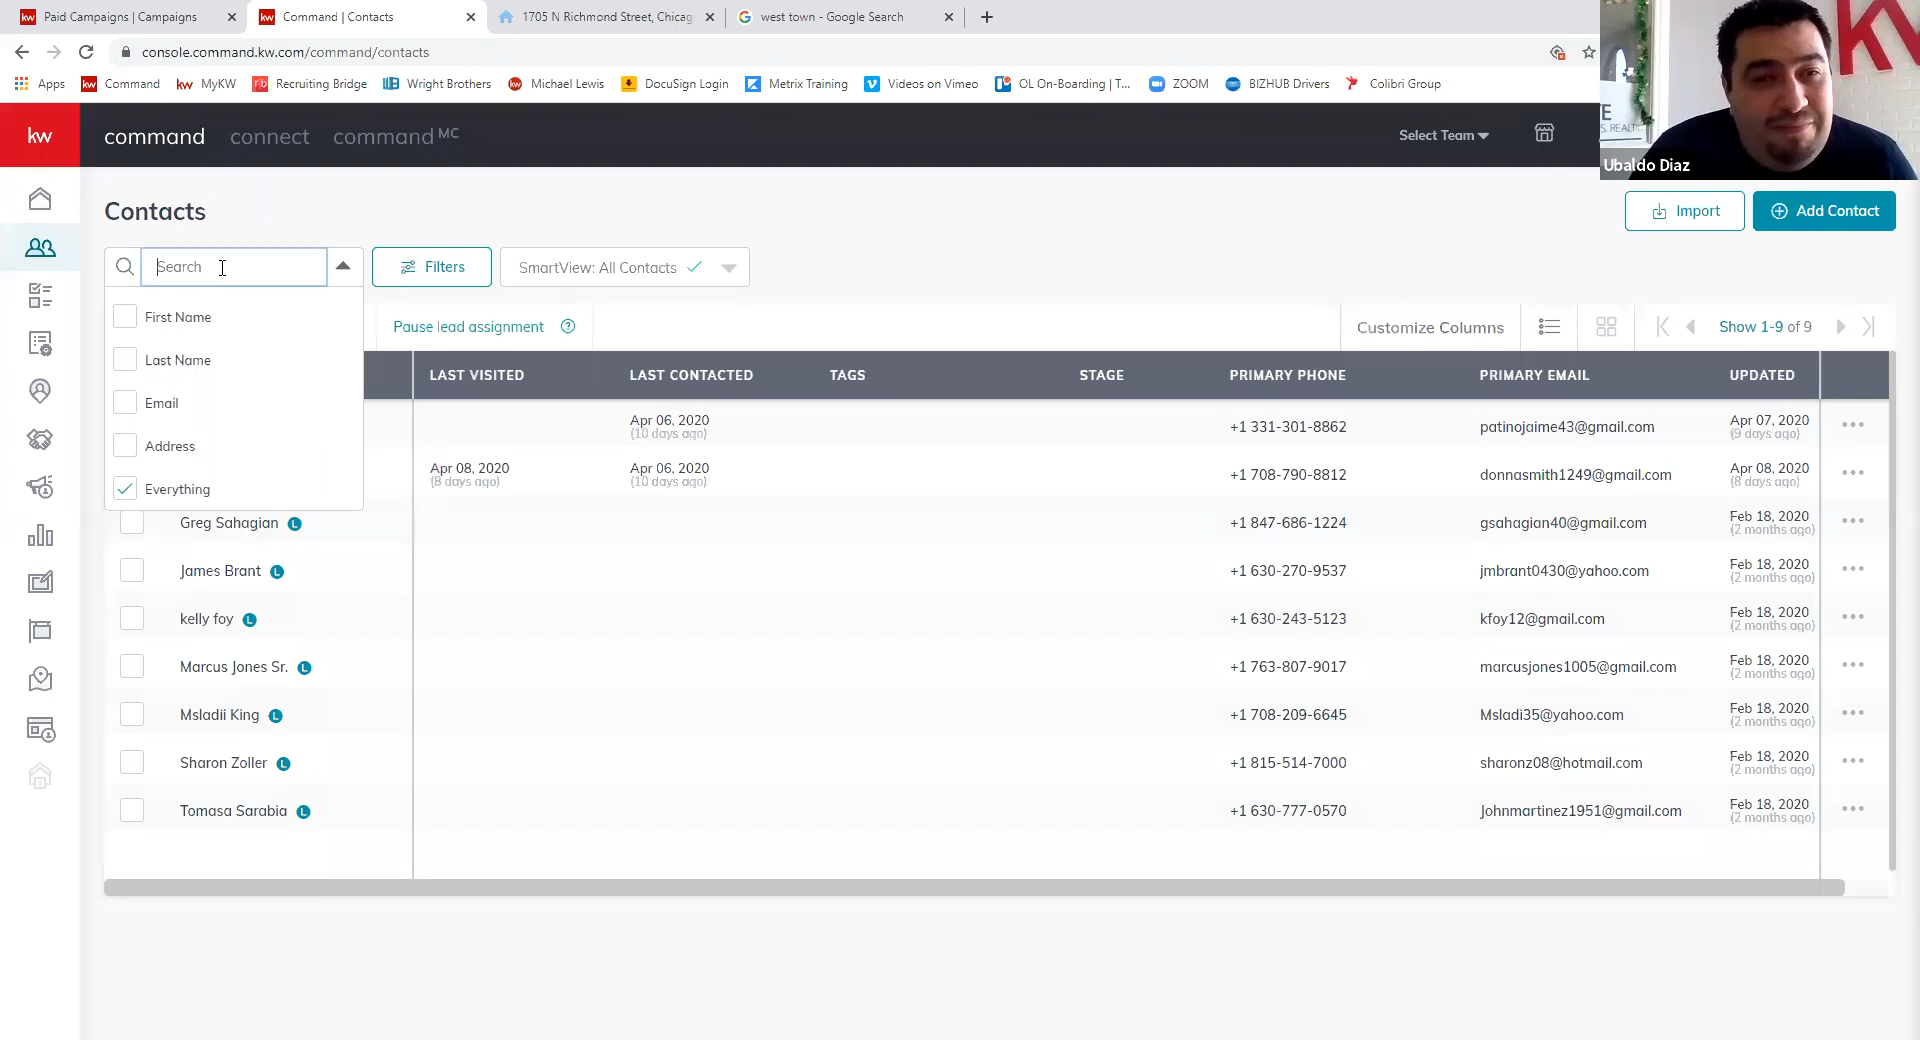 kw Paid Campaigns | Campaigns
kw Command | Contacts
1705 N Richmond Street, Chicag
west town - Google Search
console.command.kw.com/command/contacts
Apps
kw Command
kw MyKW
rb Recruiting Bridge
Wright Brothers
kw Michael Lewis
DocuSign Login
Metrix Training
Videos on Vimeo
OL On-Boarding | T...
ZOOM
BIZHUB Drivers
Colibri Group
kw
command connect command MC
Select Team
Ubaldo Diaz
Contacts
Import
Add Contact
Search
Filters
SmartView: All Contacts
First Name
Last Name
Email
Address
Everything
Pause lead assignment ?
Customize Columns
Show 1-9 of 9
LAST VISITED LAST CONTACTED TAGS STAGE PRIMARY PHONE PRIMARY EMAIL UPDATED
Apr 06, 2020 +1 331-301-8862 patinojaime43@gmail.com Apr 07, 2020
(10 days ago) (9 days ago)
Apr 08, 2020 Apr 06, 2020 +1 708-790-8812 donnasmith1249@gmail.com Apr 08, 2020
(8 days ago) (10 days ago) (8 days ago)
Greg Sahagian L +1 847-686-1224 gsahagian40@gmail.com Feb 18, 2020
(2 months ago)
James Brant L +1 630-270-9537 jmbrant0430@yahoo.com Feb 18, 2020
(2 months ago)
kelly foy L +1 630-243-5123 kfoy12@gmail.com Feb 18, 2020
(2 months ago)
Marcus Jones Sr. L +1 763-807-9017 marcusjones1005@gmail.com Feb 18, 2020
(2 months ago)
Msladii King L +1 708-209-6645 Msladi35@yahoo.com Feb 18, 2020
(2 months ago)
Sharon Zoller L +1 815-514-7000 sharonz08@hotmail.com Feb 18, 2020
(2 months ago)
Tomasa Sarabia L +1 630-777-0570 Johnmartinez1951@gmail.com Feb 18, 2020
(2 months ago)